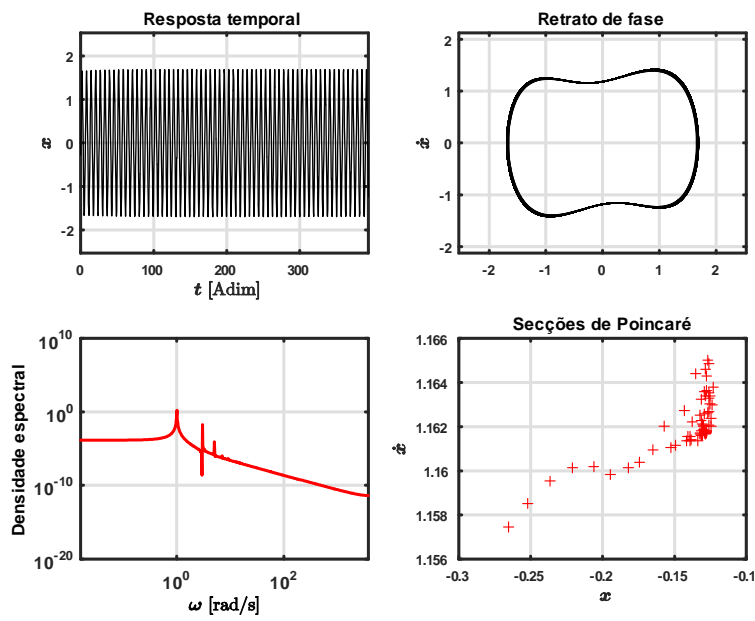 Resposta temporal
2
1
0
-1
-2
x
0 100 200 300
t [Adim]
Retrato de fase
2
1
0
-1
-2
ẋ
-2 -1 0 1 2
10^10
10^0
10^-10
10^-20
Densidade espectral
10^0 10^2
ω [rad/s]
Secções de Poincaré
1.166
1.164
1.162
1.16
1.158
1.156
ẋ
-0.3 -0.25 -0.2 -0.15 -0.1
x